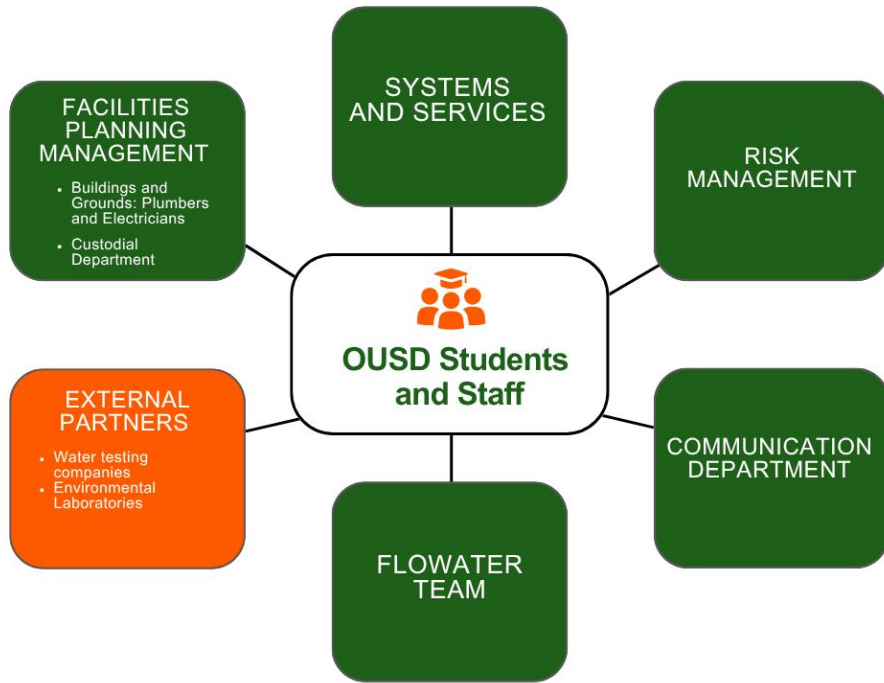 SYSTEMS
AND SERVICES
FACILITIES
PLANNING
MANAGEMENT
• Buildings and
Grounds: Plumbers
and Electricians
• Custodial
Department
RISK
MANAGEMENT
OUSD Students
and Staff
EXTERNAL
PARTNERS
• Water testing
companies
• Environmental
Laboratories
COMMUNICATION
DEPARTMENT
FLOWATER
TEAM